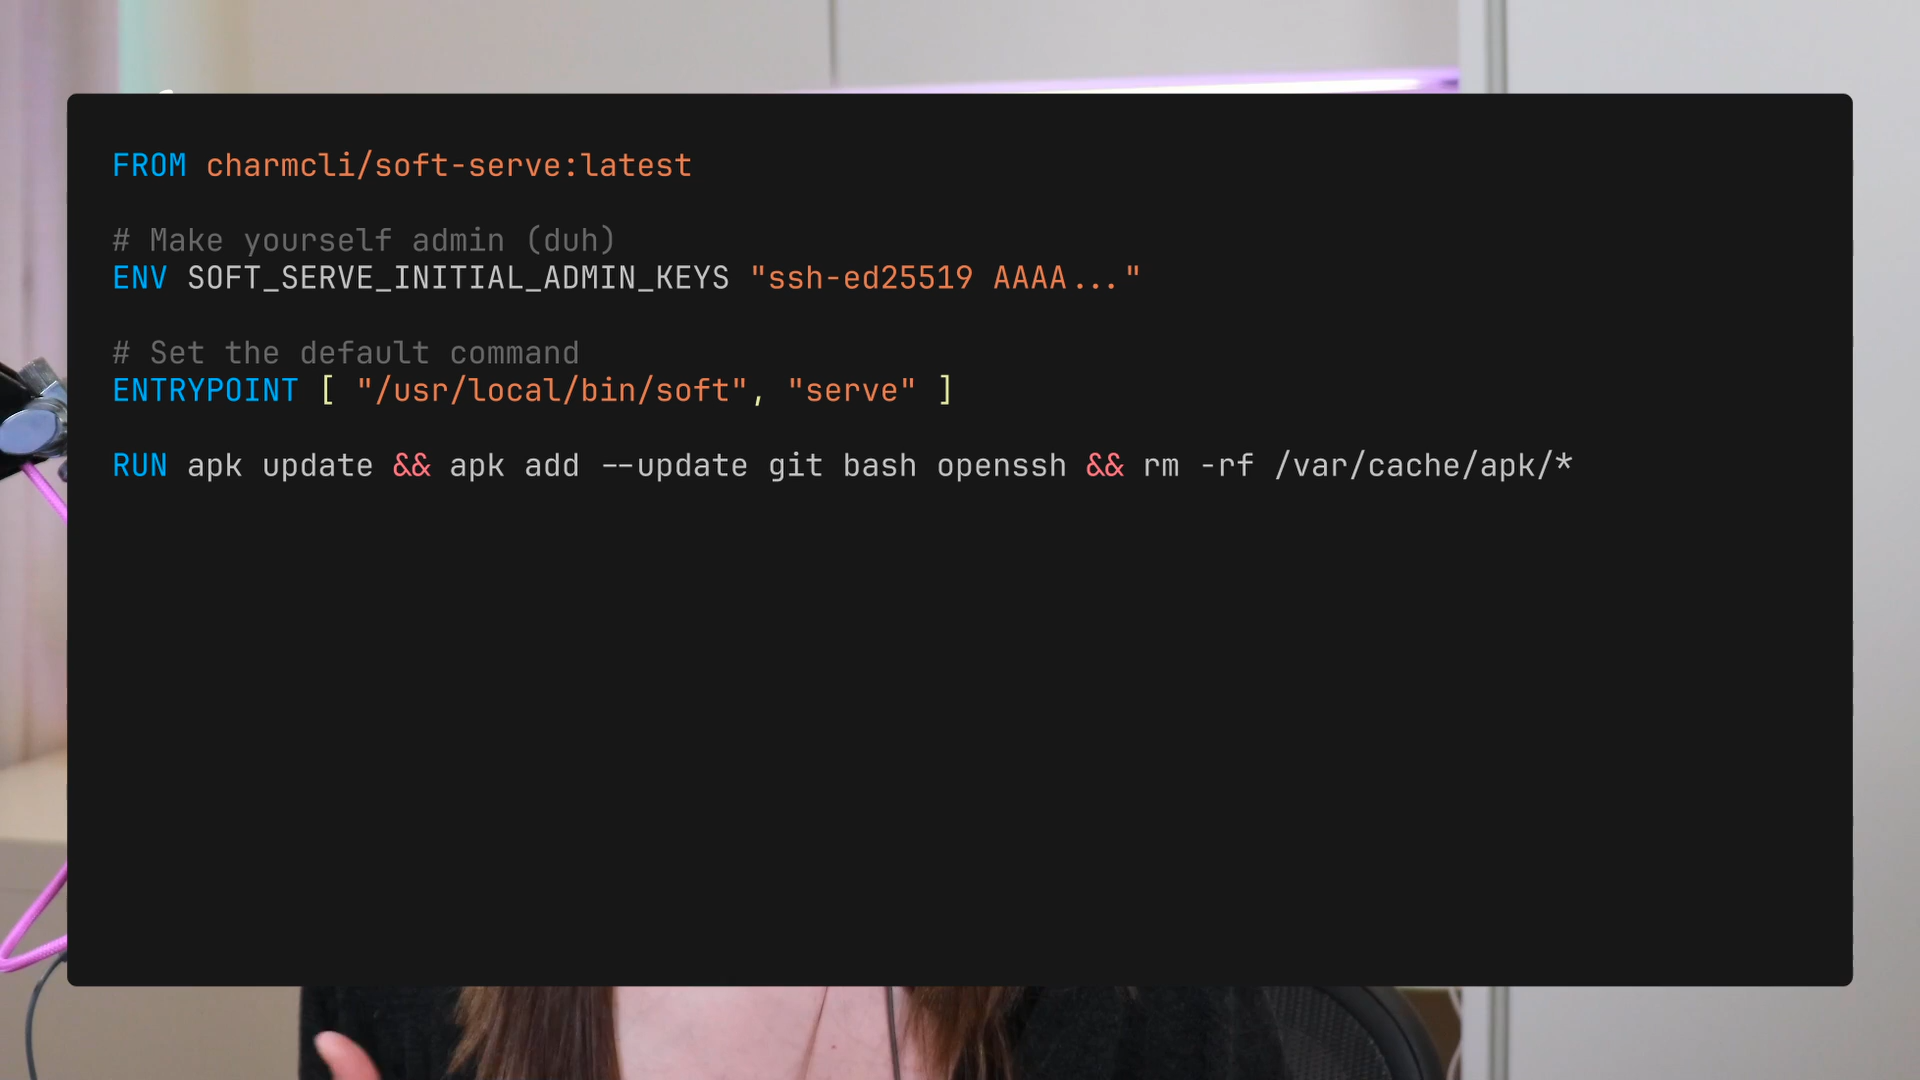 FROM charmcli/soft-serve:latest
# Make yourself admin (duh)
ENV SOFT_SERVE_INITIAL_ADMIN_KEYS "ssh-ed25519 AAAA..."
# Set the default command
ENTRYPOINT [ "/usr/local/bin/soft", "serve" ]
RUN apk update && apk add --update git bash openssh && rm -rf /var/cache/apk/*